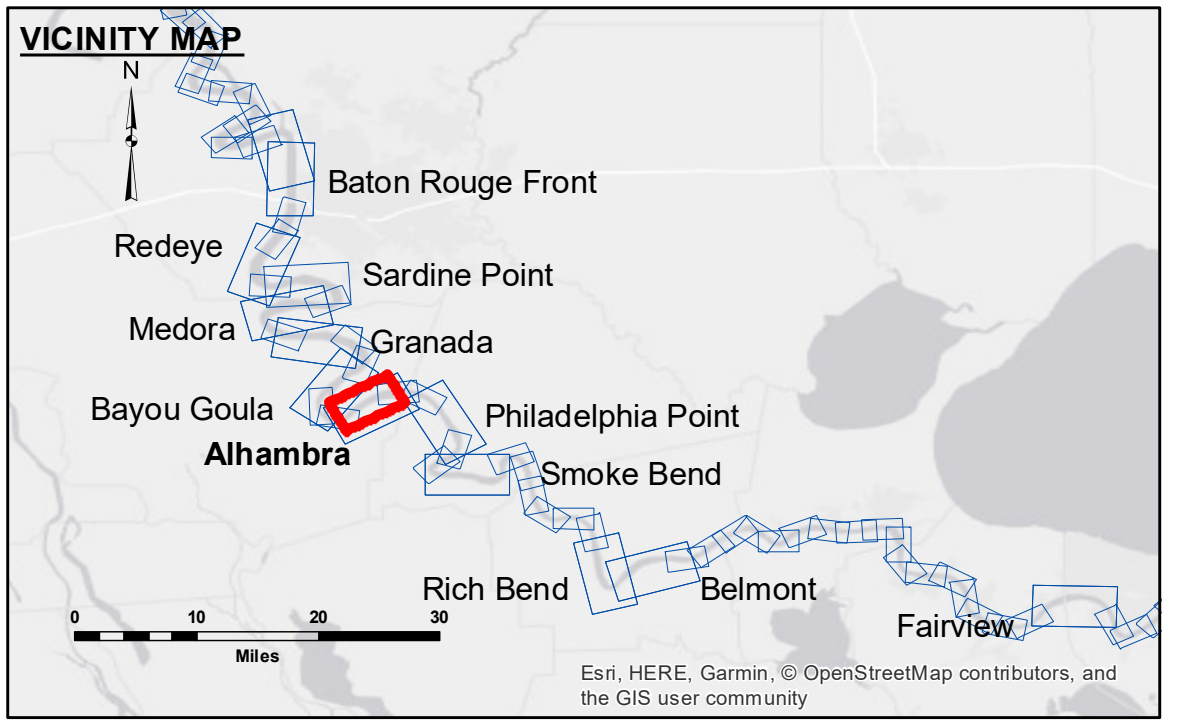 VICINITY MAP
N
Baton Rouge Front
Redeye
Sardine Point
Medora
Granada
Bayou Goula
Philadelphia Point
Alhambra
Smoke Bend
Rich Bend
Belmont
Fairview
0 10 20 30
Miles
Esri, HERE, Garmin, © OpenStreetMap contributors, and
the GIS user community